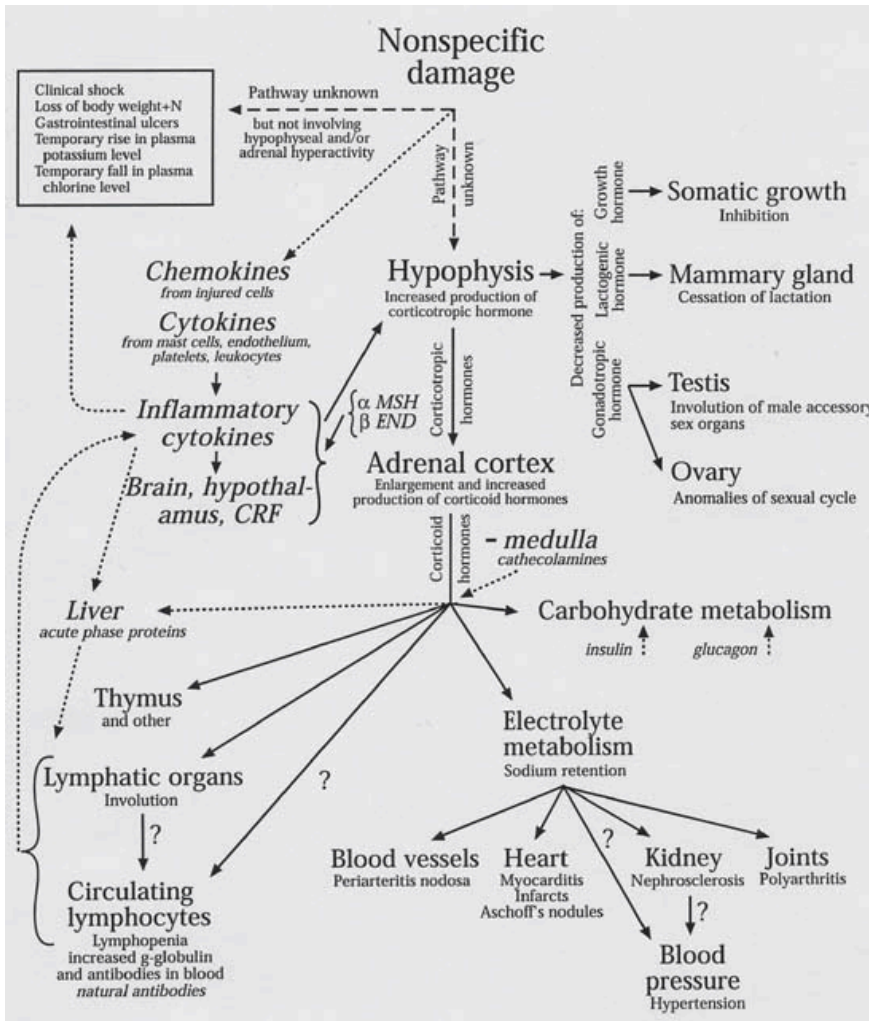 Nonspecific
damage
Clinical shock
Loss of body weight+N
Gastrointestinal ulcers
Temporary rise in plasma
potassium level
Temporary fall in plasma
chlorine level
Pathway unknown
but not involving
hypophyseal and/or
adrenal hyperactivity
Pathway
unknown
Chemokines
from injured cells
Cytokines
from mast cells, endothelium,
platelets, leukocytes
Inflammatory
cytokines
Brain, hypothal-
amus, CRF
α MSH
β END
Hypophysis
Increased production of
corticotropic hormone
Decreased production of:
Growth
hormone
Lactogenic
hormone
Gonadotropic
hormone
Somatic growth
Inhibition
Mammary gland
Cessation of lactation
Testis
Involution of male accessory
sex organs
Ovary
Anomalies of sexual cycle
Corticotropic
hormones
Adrenal cortex
Enlargement and increased
production of corticoid hormones
Corticoid
hormones
- medulla
cathecolamines
Liver
acute phase proteins
Carbohydrate metabolism
insulin
glucagon
Thymus
and other
Lymphatic organs
Involution
?
?
Circulating
lymphocytes
Lymphopenia
increased g-globulin
and antibodies in blood
natural antibodies
Electrolyte
metabolism
Sodium retention
Blood vessels
Periarteritis nodosa
Heart
Myocarditis
Infarcts
Aschoff's nodules
?
Kidney
Nephrosclerosis
Joints
Polyarthritis
?
Blood
pressure
Hypertension